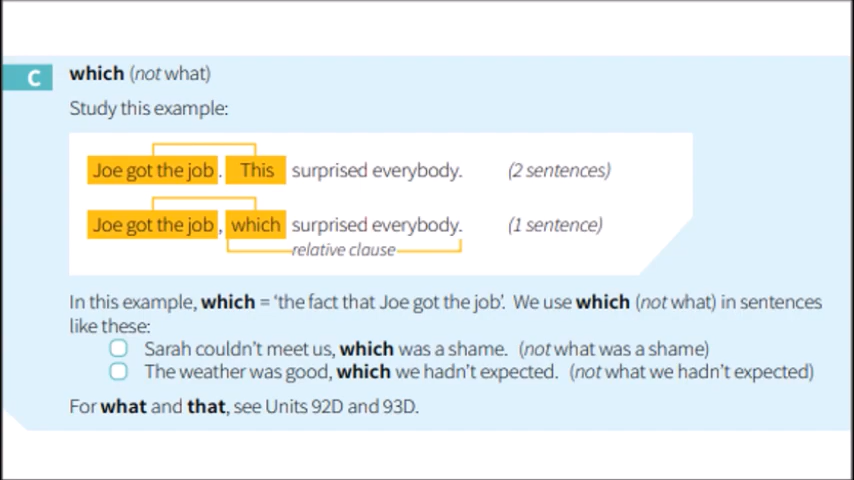 C which (not what)
Study this example:
Joe got the job. This surprised everybody. (2 sentences)
Joe got the job, which surprised everybody. (1 sentence)
relative clause
In this example, which = ‘the fact that Joe got the job’. We use which (not what) in sentences
like these:
Sarah couldn’t meet us, which was a shame. (not what was a shame)
The weather was good, which we hadn’t expected. (not what we hadn’t expected)
For what and that, see Units 92D and 93D.